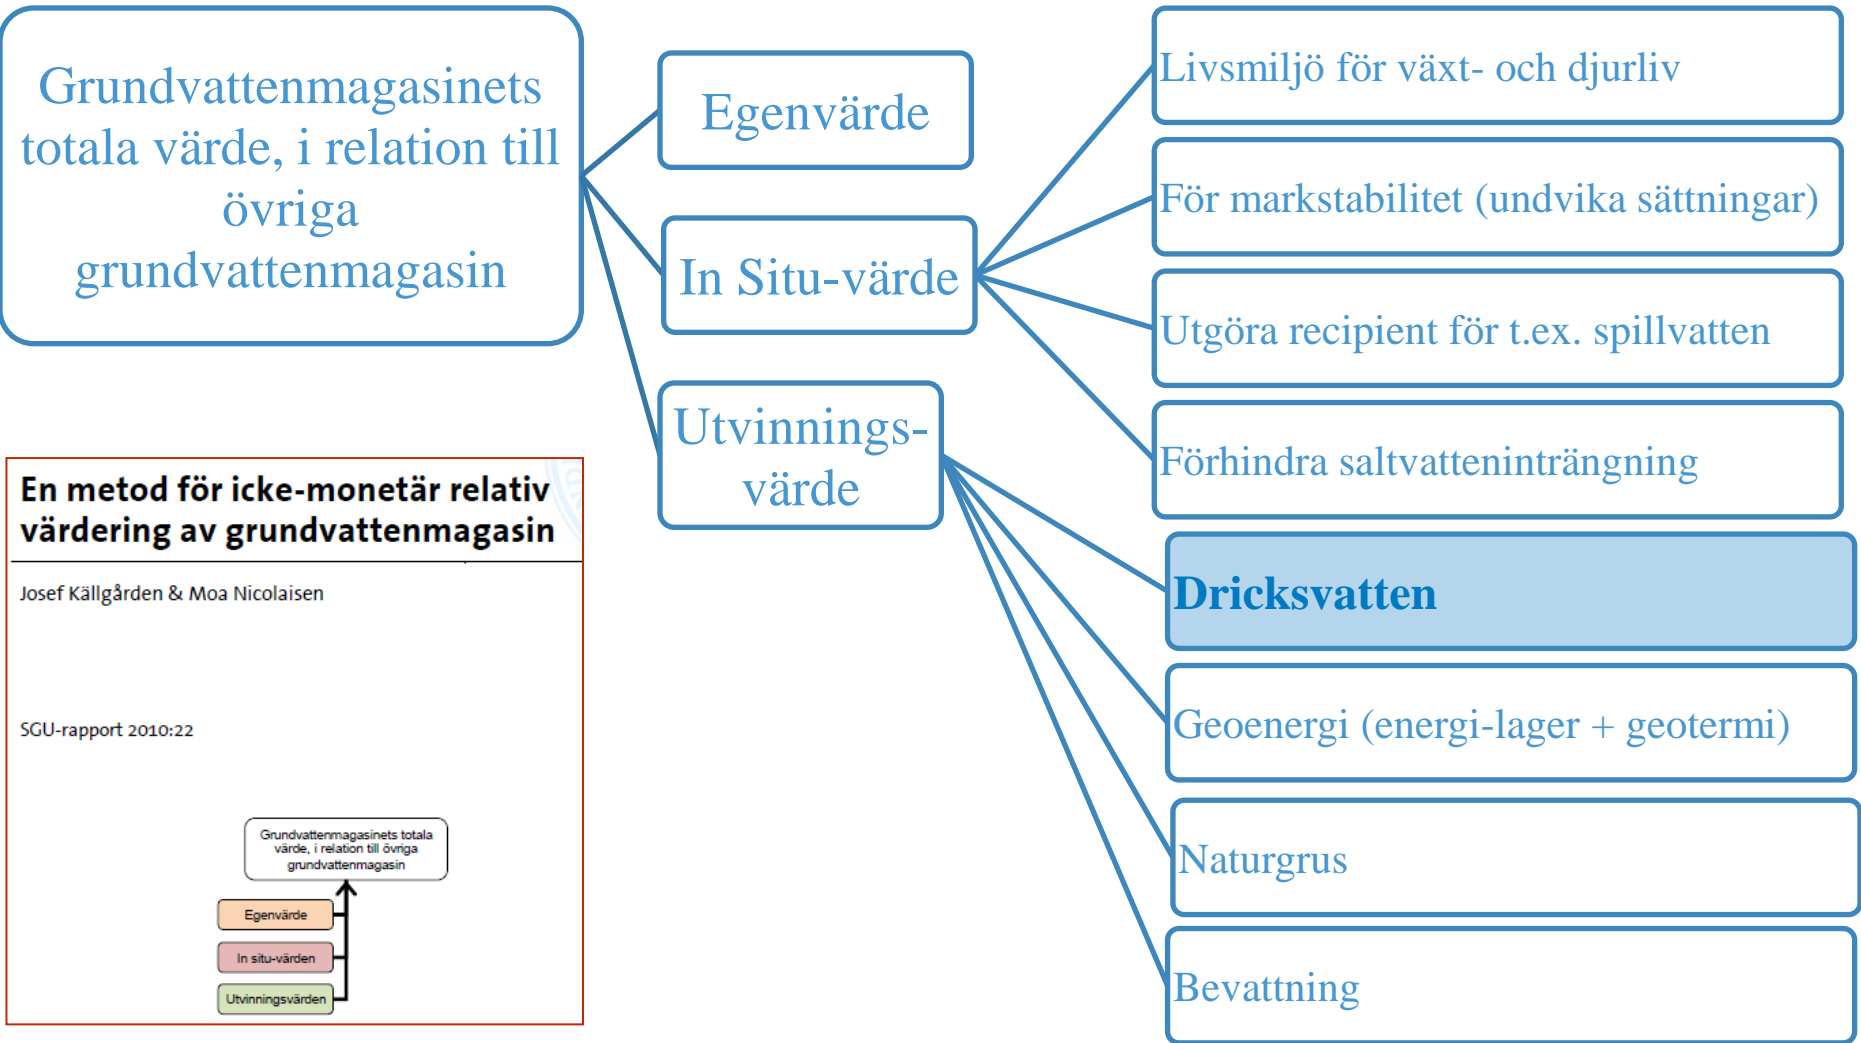 Grundvattenmagasinets
totala värde, i relation till
övriga
grundvattenmagasin
Egenvärde
In Situ-värde
Utvinnings-
värde
Livsmiljö för växt- och djurliv
För markstabilitet (undvika sättningar)
Utgöra recipient för t.ex. spillvatten
Förhindra saltvatteninträngning
Dricksvatten
Geoenergi (energi-lager + geotermi)
Naturgrus
Bevattning
En metod för icke-monetär relativ
värdering av grundvattenmagasin
Josef Källgården & Moa Nicolaisen
SGU-rapport 2010:22
Grundvattenmagasinets totala
värde, i relation till övriga
grundvattenmagasin
Egenvärde
In situ-värden
Utvinningsvärden